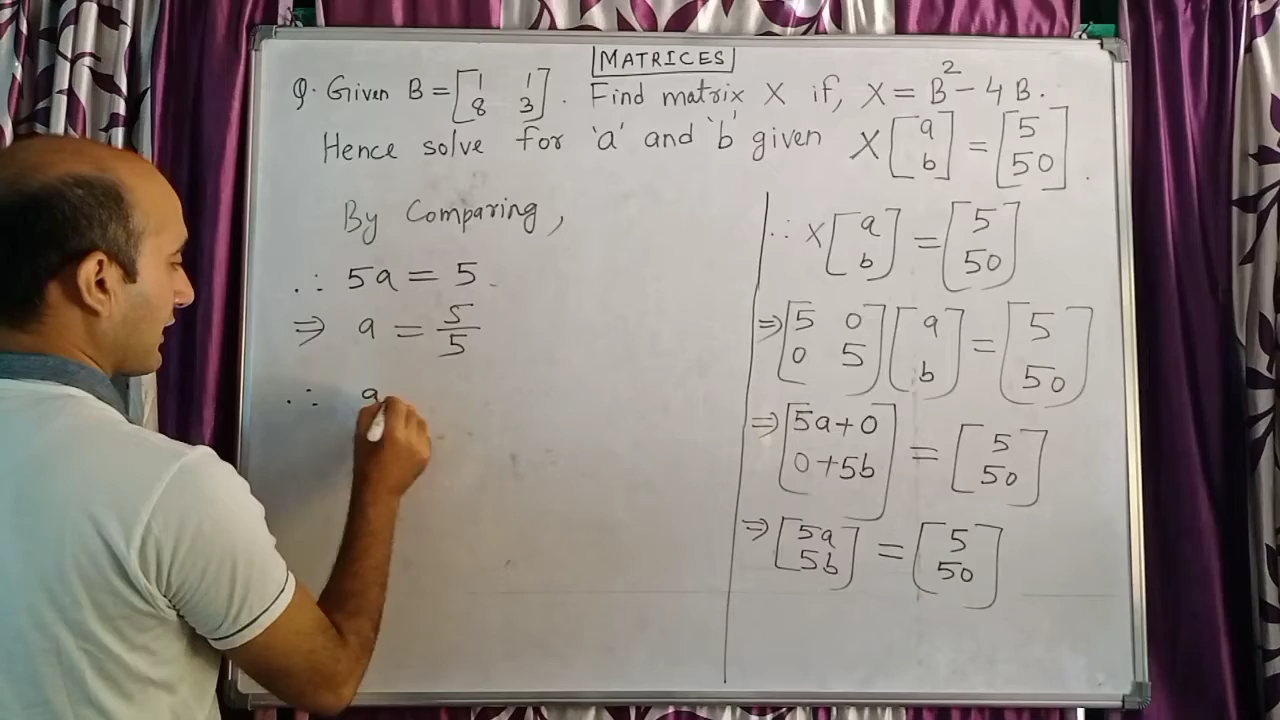 MATRICES
Q. Given B = [1 1
8 3]. Find matrix X if, X = B² - 4B.
Hence solve for 'a' and 'b' given X [a
b] = [5
50].
By Comparing,
∴ 5a = 5
⇒ a = 5/5
∴ a
∴ X [a
b] = [5
50]
⇒ [5 0
0 5] [a
b] = [5
50]
⇒ [5a+0
0+5b] = [5
50]
⇒ [5a
5b] = [5
50]